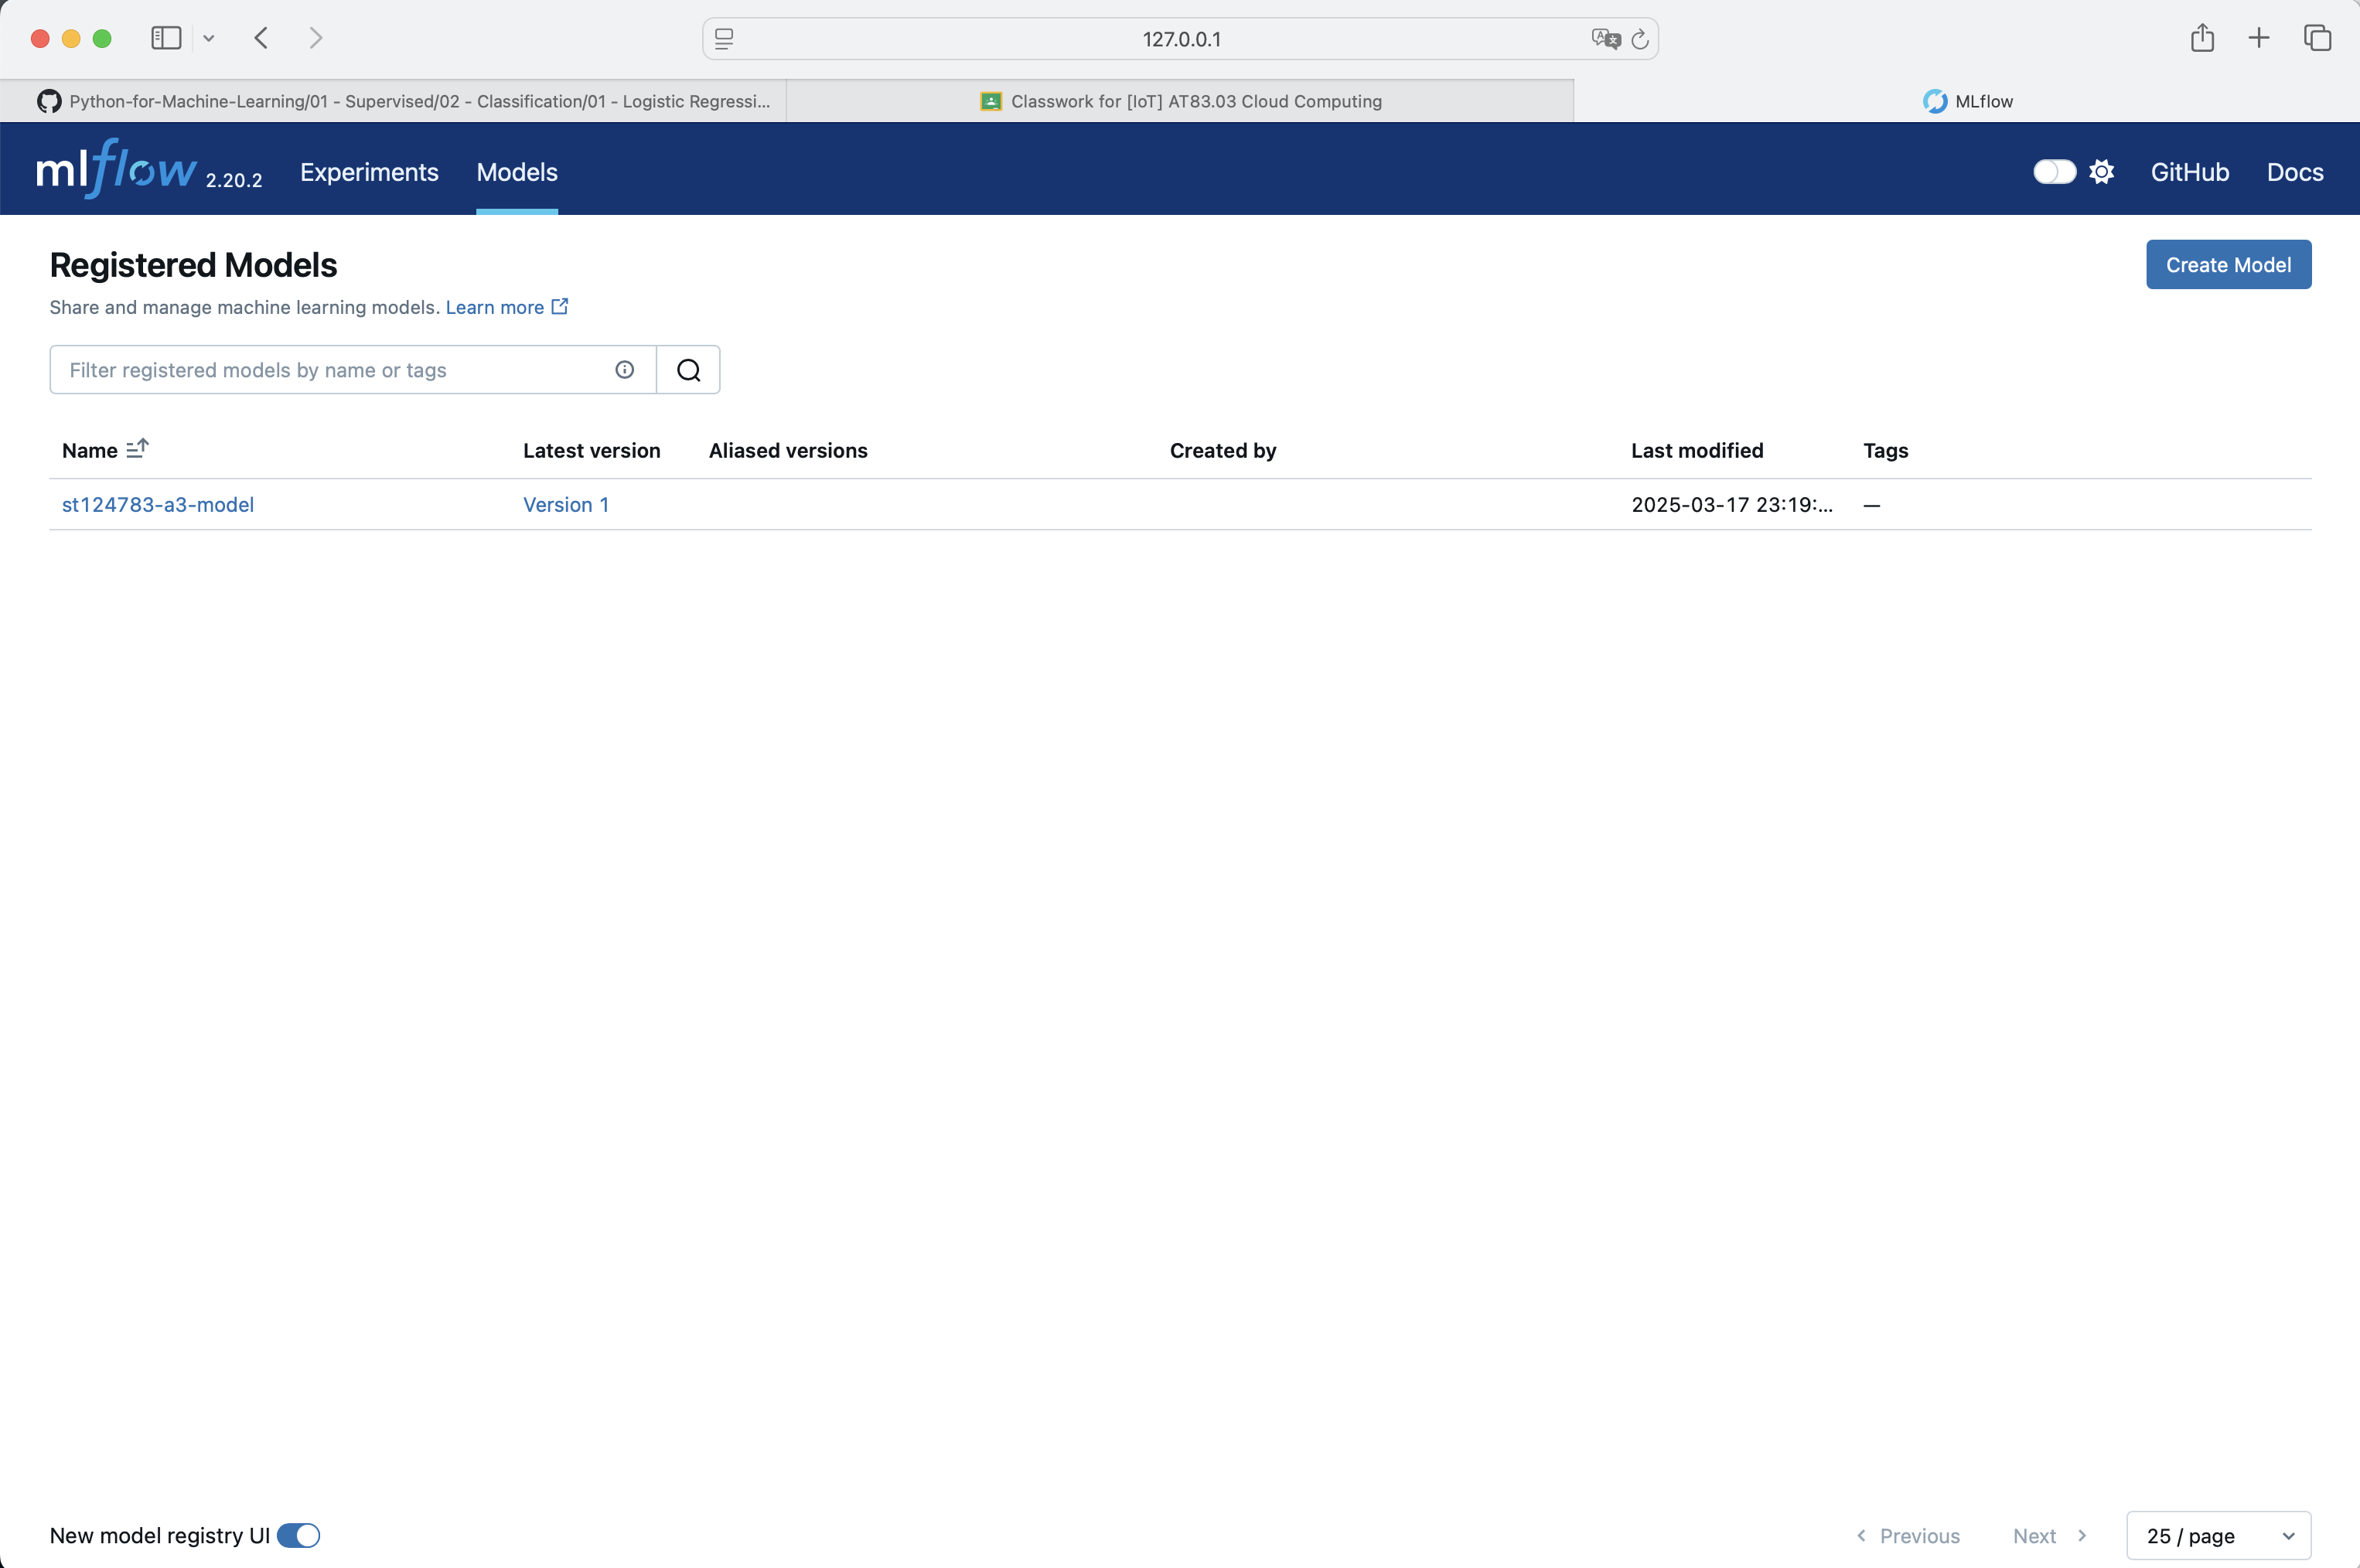 127.0.0.1
Python-for-Machine-Learning/01 - Supervised/02 - Classification/01 - Logistic Regressi...
Classwork for [IoT] AT83.03 Cloud Computing
MLflow
mlflow 2.20.2 Experiments Models GitHub Docs
Registered Models
Create Model
Share and manage machine learning models. Learn more
Filter registered models by name or tags
Name Latest version Aliased versions Created by Last modified Tags
st124783-a3-model Version 1 2025-03-17 23:19:... —
New model registry UI Previous Next 25 / page